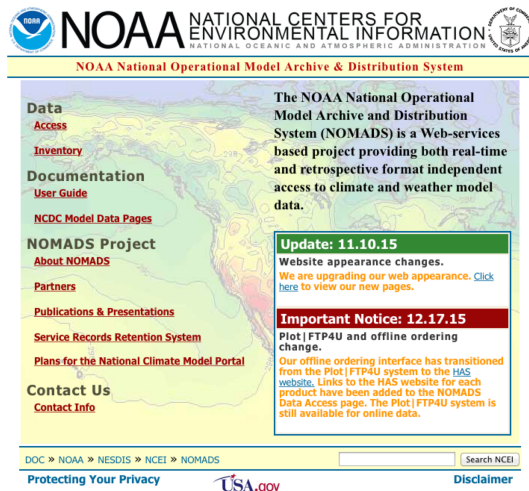 NOAA
NOAA
NATIONAL CENTERS FOR
ENVIRONMENTAL INFORMATION
NATIONAL OCEANIC AND ATMOSPHERIC ADMINISTRATION
NOAA National Operational Model Archive & Distribution System
Data
Access
Inventory
Documentation
User Guide
NCDC Model Data Pages
NOMADS Project
About NOMADS
Partners
Publications & Presentations
Service Records Retention System
Plans for the National Climate Model Portal
Contact Us
Contact Info
The NOAA National Operational
Model Archive and Distribution
System (NOMADS) is a Web-services
based project providing both real-time
and retrospective format independent
access to climate and weather model
data.
Update: 11.10.15
Website appearance changes.
We are upgrading our web appearance. Click
here to view our new pages.
Important Notice: 12.17.15
Plot|FTP4U and offline ordering
change.
Our offline ordering interface has transitioned
from the Plot|FTP4U system to the HAS
website. Links to the HAS website for each
product have been added to the NOMADS
Data Access page. The Plot|FTP4U system is
still available for online data.
DOC » NOAA » NESDIS » NCEI » NOMADS
Search NCEI
Protecting Your Privacy
USA.gov
Disclaimer